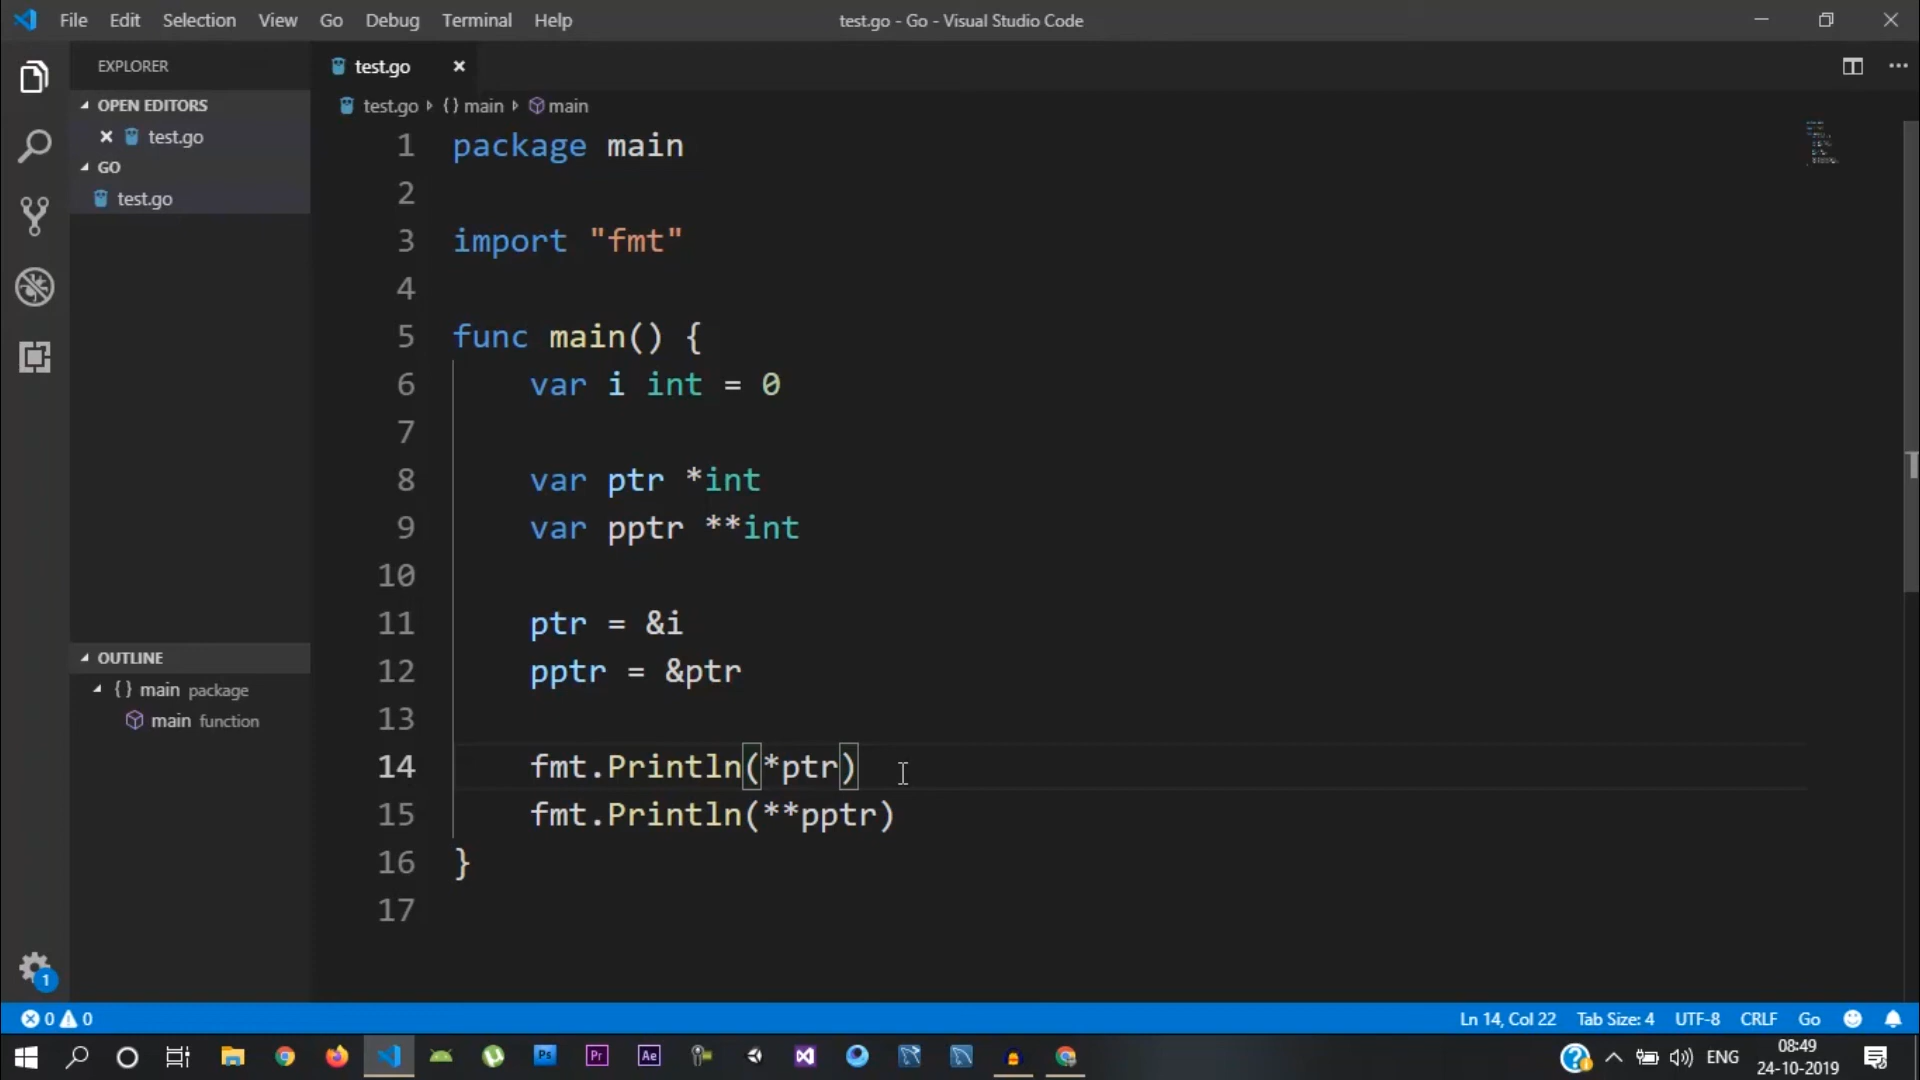 File Edit Selection View Go Debug Terminal Help
test.go - Go - Visual Studio Code
EXPLORER
OPEN EDITORS
test.go
GO
test.go
OUTLINE
{} main package
main function
test.go
test.go {} main main
1 package main
2
3 import "fmt"
4
5 func main() {
6 var i int = 0
7
8 var ptr *int
9 var pptr **int
10
11 ptr = &i
12 pptr = &ptr
13
14 fmt.Println(*ptr)
15 fmt.Println(**pptr)
16 }
17
1
0 0
Ln 14, Col 22 Tab Size: 4 UTF-8 CRLF Go
Ps Pr Ae
ENG
08:49
24-10-2019